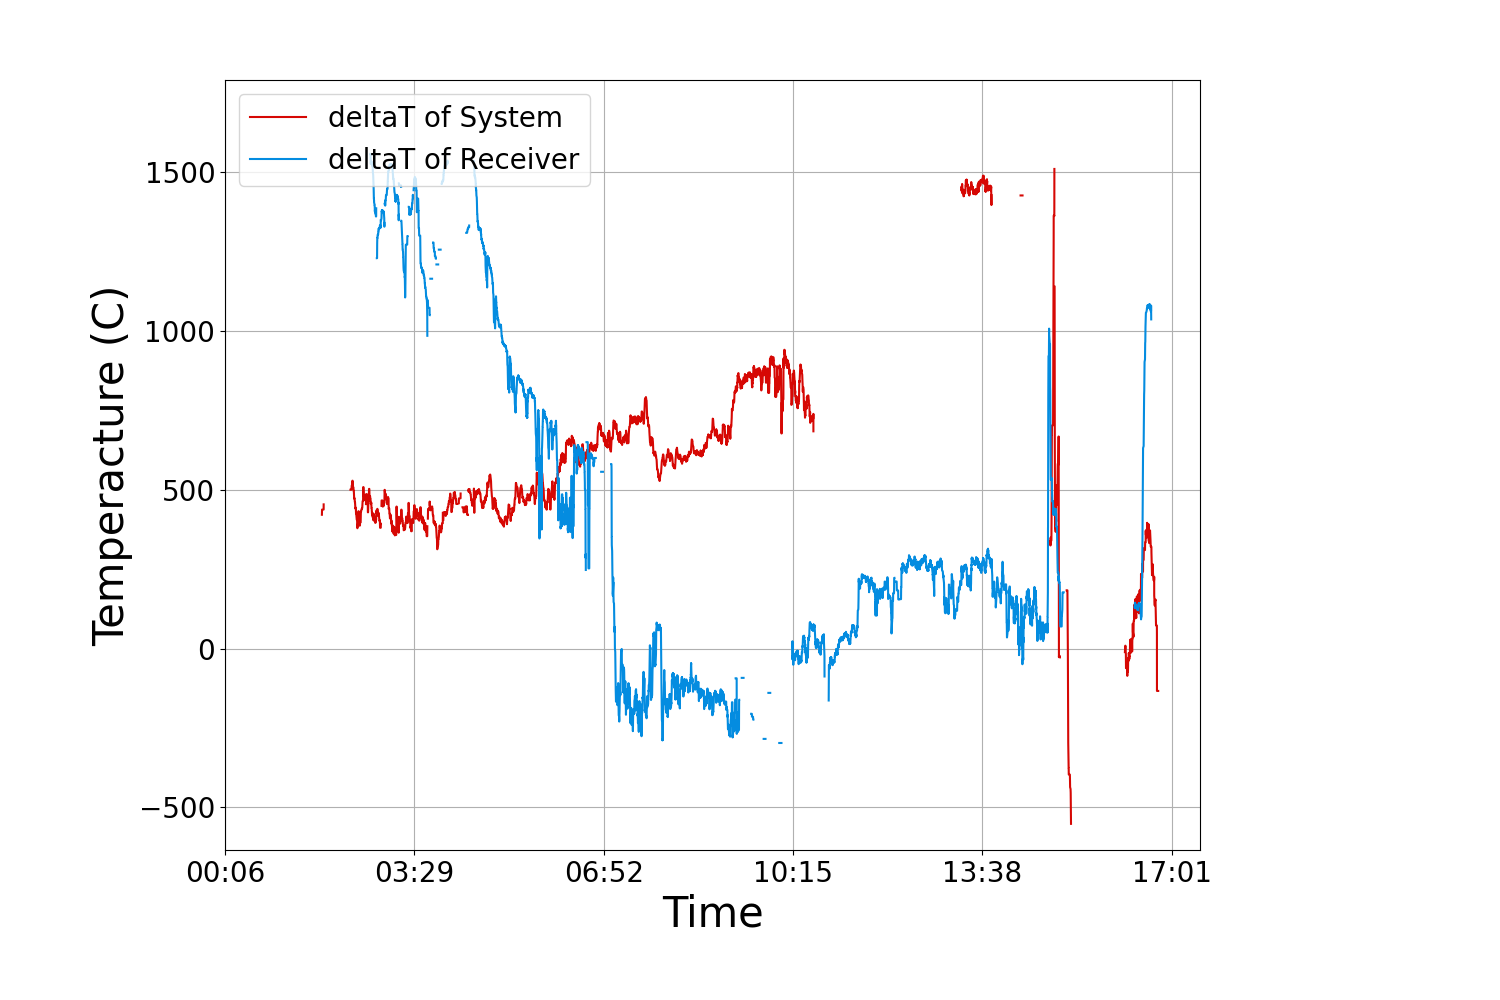 deltaT of System
deltaT of Receiver
Temperacture (C)
1500
1000
500
0
−500
00:06 03:29 06:52 10:15 13:38 17:01
Time